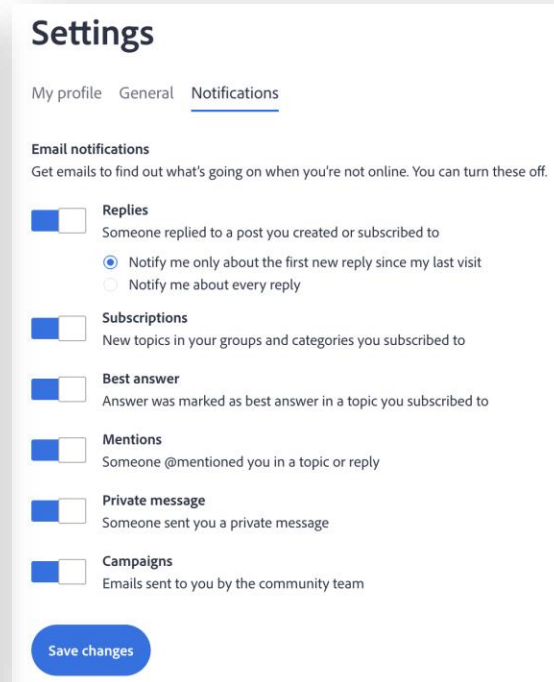 Settings
My profile General Notifications
Email notifications
Get emails to find out what's going on when you're not online. You can turn these off.
Replies
Someone replied to a post you created or subscribed to
Notify me only about the first new reply since my last visit
Notify me about every reply
Subscriptions
New topics in your groups and categories you subscribed to
Best answer
Answer was marked as best answer in a topic you subscribed to
Mentions
Someone @mentioned you in a topic or reply
Private message
Someone sent you a private message
Campaigns
Emails sent to you by the community team
Save changes